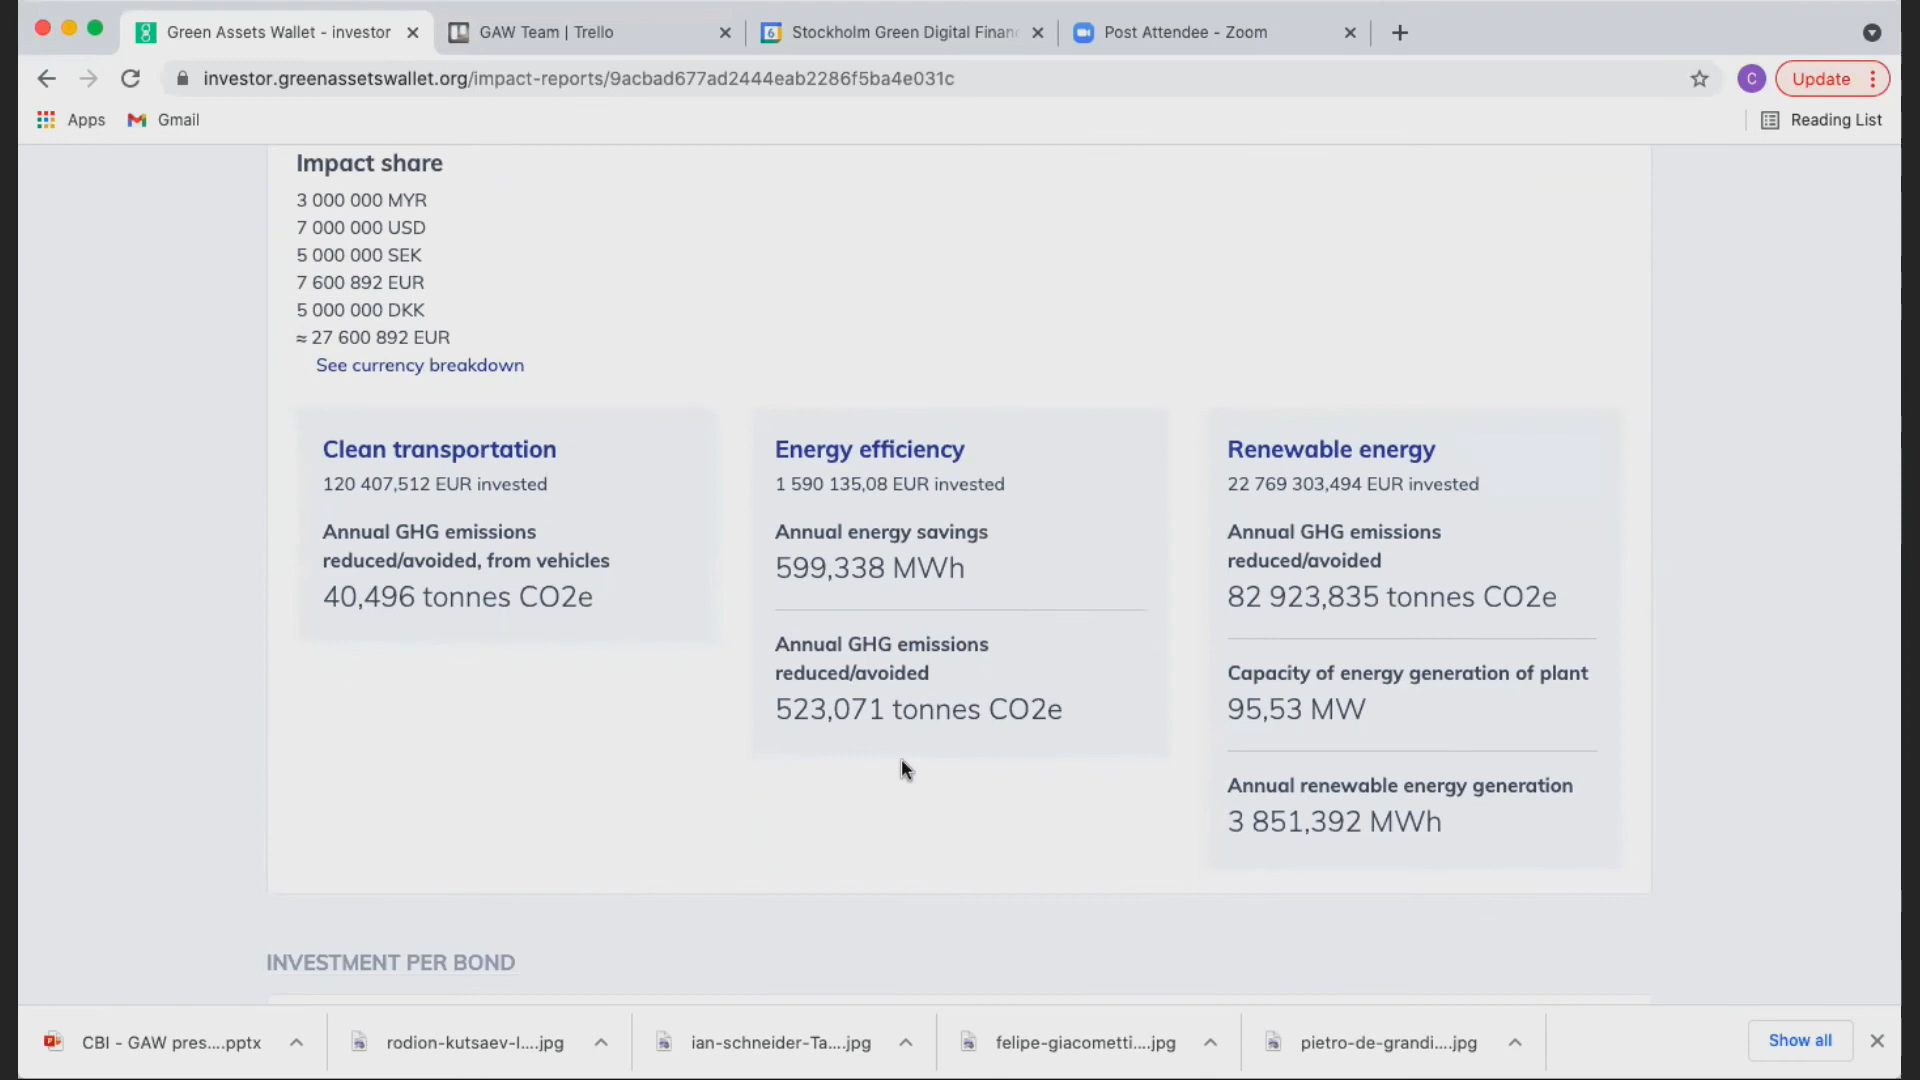 Green Assets Wallet - investor
GAW Team | Trello
Stockholm Green Digital Finan
Post Attendee - Zoom
investor.greenassetswallet.org/impact-reports/9acbad677ad2444eab2286f5ba4e031c
C
Update
Apps
Gmail
Reading List
Impact share
3 000 000 MYR
7 000 000 USD
5 000 000 SEK
7 600 892 EUR
5 000 000 DKK
≈ 27 600 892 EUR
See currency breakdown
Clean transportation
120 407,512 EUR invested
Annual GHG emissions
reduced/avoided, from vehicles
40,496 tonnes CO2e
Energy efficiency
1 590 135,08 EUR invested
Annual energy savings
599,338 MWh
Annual GHG emissions
reduced/avoided
523,071 tonnes CO2e
Renewable energy
22 769 303,494 EUR invested
Annual GHG emissions
reduced/avoided
82 923,835 tonnes CO2e
Capacity of energy generation of plant
95,53 MW
Annual renewable energy generation
3 851,392 MWh
INVESTMENT PER BOND
CBI - GAW pres....pptx
rodion-kutsaev-I....jpg
ian-schneider-Ta....jpg
felipe-giacometti....jpg
pietro-de-grandi....jpg
Show all